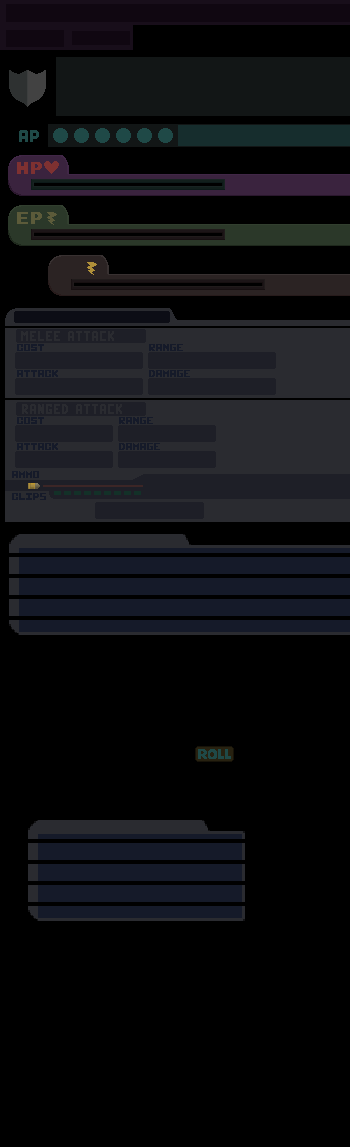 AP
HP
EP
MELEE ATTACK
COST RANGE
ATTACK DAMAGE
RANGED ATTACK
COST RANGE
ATTACK DAMAGE
AMMO
CLIPS
ROLL